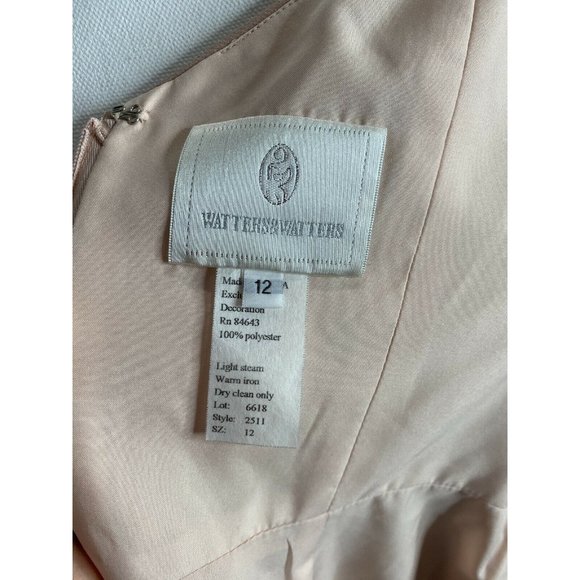 WATTERS&WATTERS
12
Made A
Decoration
Rn 84643
100% polyester
Light steam
Warm iron
Dry clean only
Lot: 6618
Style: 2511
SZ: 12